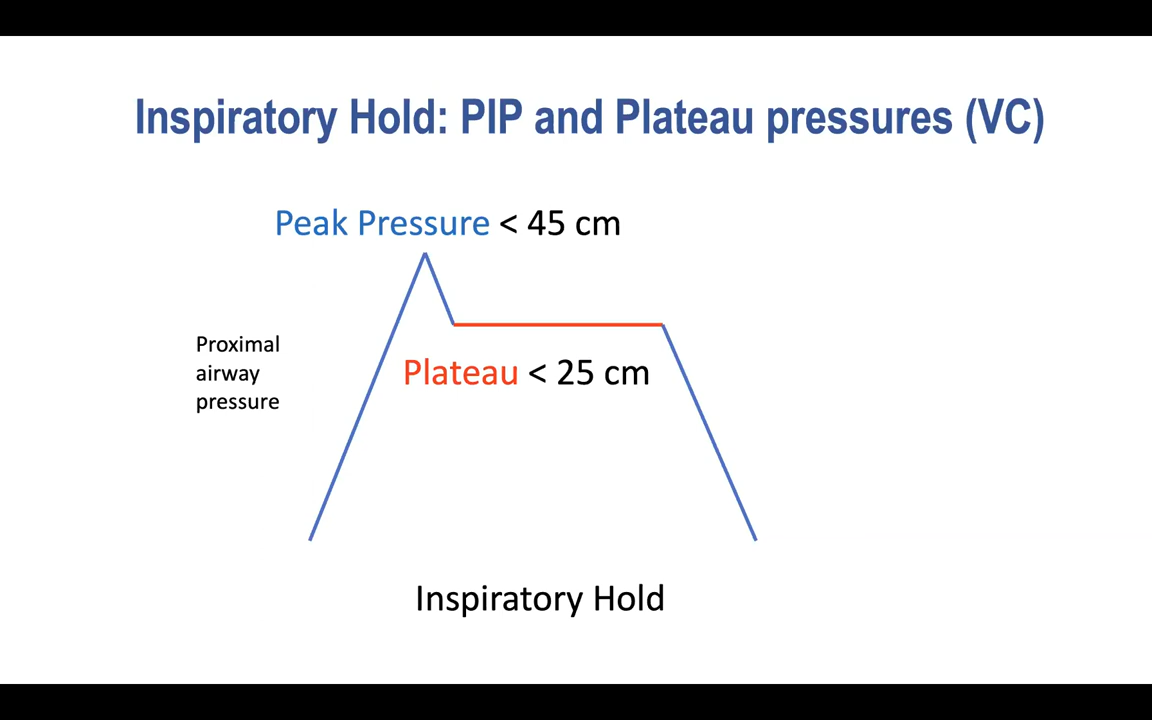 Inspiratory Hold: PIP and Plateau pressures (VC)
Peak Pressure < 45 cm
Proximal
airway
pressure
Plateau < 25 cm
Inspiratory Hold